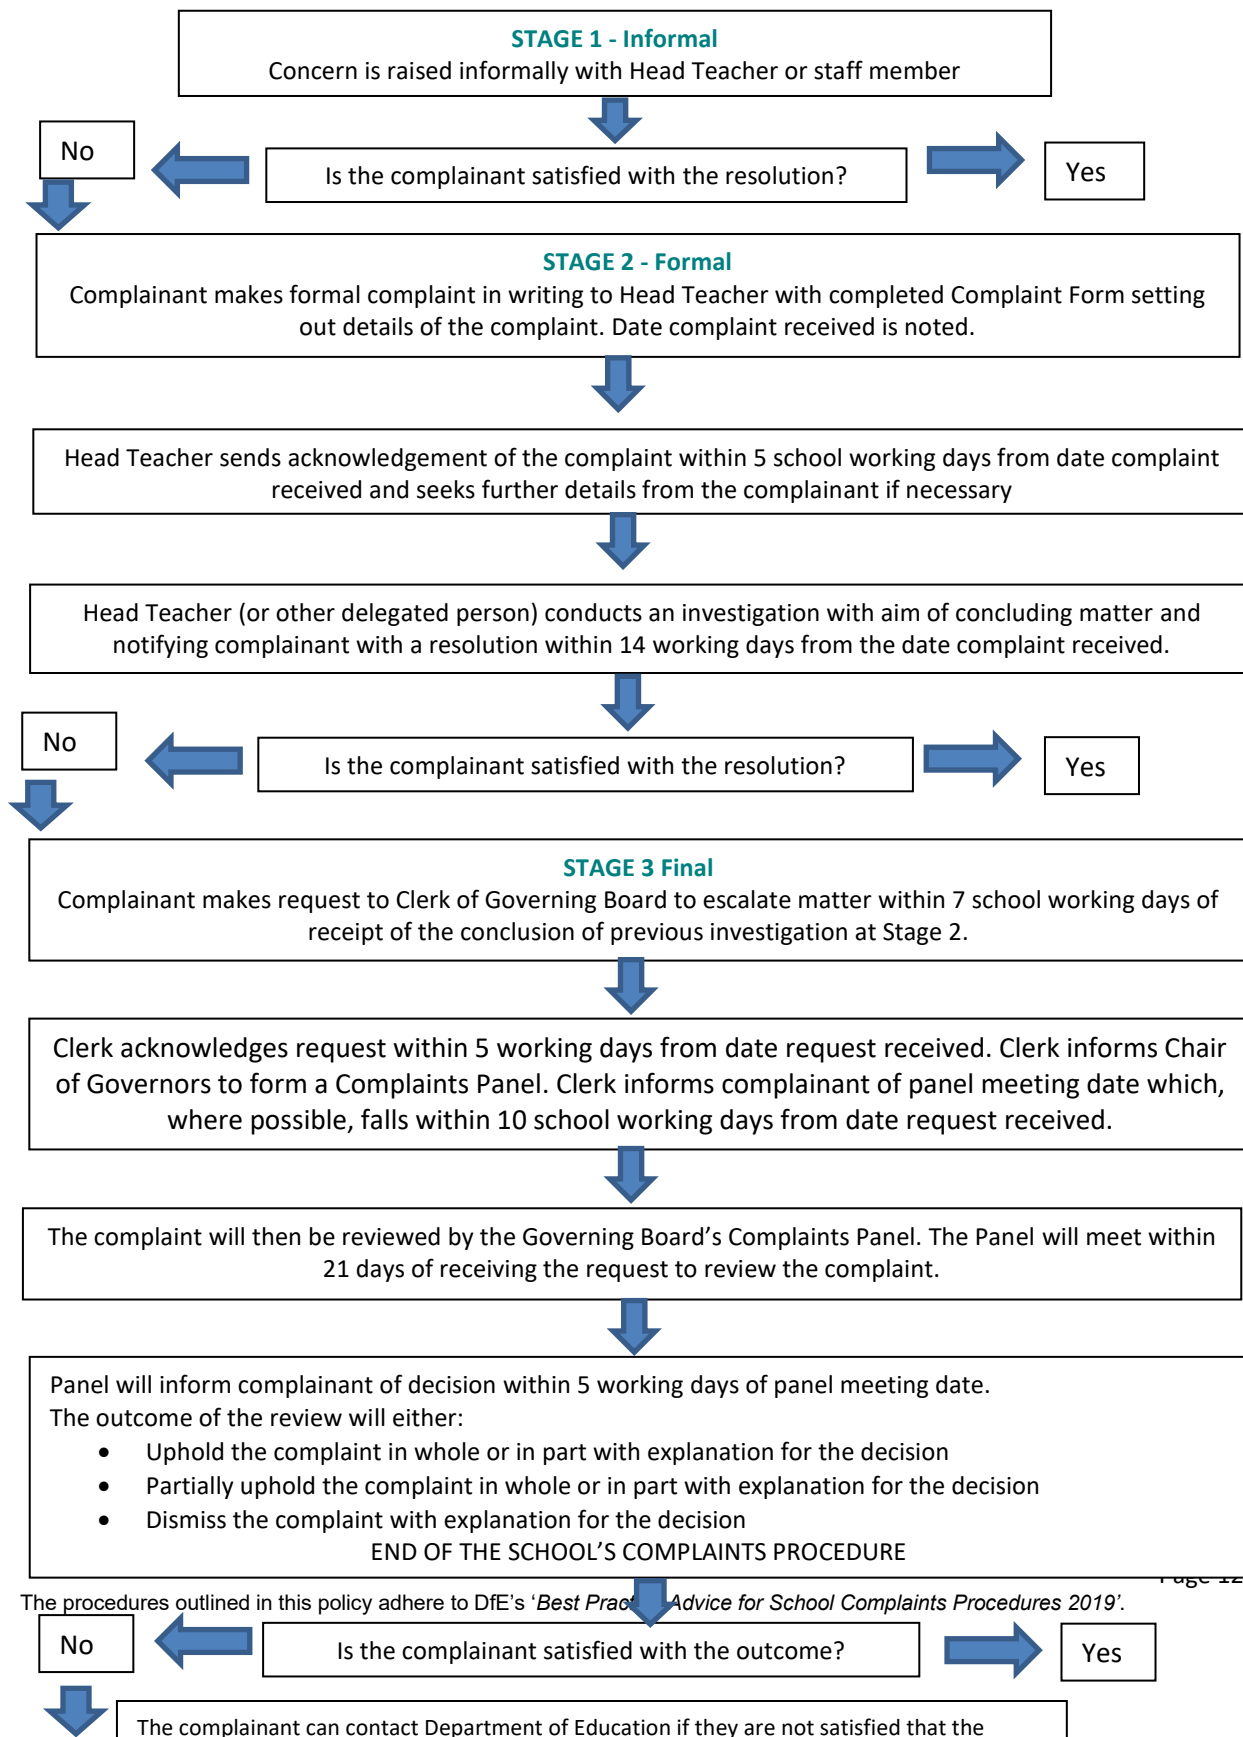 STAGE 1 - Informal
Concern is raised informally with Head Teacher or staff member
No
Is the complainant satisfied with the resolution?
Yes
STAGE 2 - Formal
Complainant makes formal complaint in writing to Head Teacher with completed Complaint Form setting
out details of the complaint. Date complaint received is noted.
Head Teacher sends acknowledgement of the complaint within 5 school working days from date complaint
received and seeks further details from the complainant if necessary
Head Teacher (or other delegated person) conducts an investigation with aim of concluding matter and
notifying complainant with a resolution within 14 working days from the date complaint received.
No
Is the complainant satisfied with the resolution?
Yes
STAGE 3 Final
Complainant makes request to Clerk of Governing Board to escalate matter within 7 school working days of
receipt of the conclusion of previous investigation at Stage 2.
Clerk acknowledges request within 5 working days from date request received. Clerk informs Chair
of Governors to form a Complaints Panel. Clerk informs complainant of panel meeting date which,
where possible, falls within 10 school working days from date request received.
The complaint will then be reviewed by the Governing Board’s Complaints Panel. The Panel will meet within
21 days of receiving the request to review the complaint.
Panel will inform complainant of decision within 5 working days of panel meeting date.
The outcome of the review will either:
• Uphold the complaint in whole or in part with explanation for the decision
• Partially uphold the complaint in whole or in part with explanation for the decision
• Dismiss the complaint with explanation for the decision
END OF THE SCHOOL’S COMPLAINTS PROCEDURE
Page 12
The procedures outlined in this policy adhere to DfE’s ‘Best Advice for School Complaints Procedures 2019’.
No
Is the complainant satisfied with the outcome?
Yes
The complainant can contact Department of Education if they are not satisfied that the